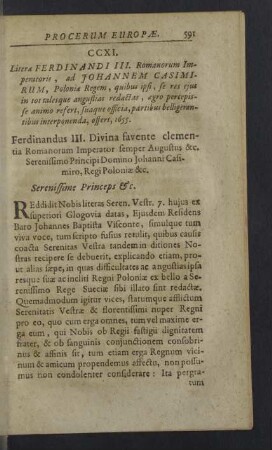 PROCERUM EUROPÆ. 591
CCXI.
Literæ FERDINANDI III. Romanorum Im-
peratoris, ad JOHANNEM CASIMI-
RUM, Poloniæ Regem, quibus ipsi, se res ejus
in tot talesque angustias redactas, ægro percepis-
se animo refert, suaque officia, partibus belligeran-
tibus interponenda, offert, 1655.
Ferdinandus III. Divina favente clemen-
tia Romanorum Imperator semper Augustus &c.
Serenissimo Principi Domino Johanni Casi-
miro, Regi Poloniæ &c.
Serenissime Princeps &c.
REddidit Nobis literas Seren. Vestr. 7. hujus ex
superiori Glogovia datas, Ejusdem Residens
Baro Johannes Baptista Visconte, simulque tum
viva voce, tum scripto fusius retulit, quibus causis
coacta Serenitas Vestra tandem in ditiones No-
stras recipere se debuerit, explicando etiam, pro-
ut alias sæpe, in quas difficultates ac angustias ipsa
resque suæ ac incliti Regni Poloniæ ex bello a Se-
renissimo Rege Sueciæ sibi illato sint redactæ.
Quemadmodum igitur vices, statumque afflictum
Serenitatis Vestræ & florentissimi nuper Regni
pro eo, quo cum erga omnes, tum vel maxime er-
ga eum, qui Nobis ob Regii fastigii dignitatem
frater, & ob sanguinis conjunctionem consobri-
nus & affinis sit, tum etiam erga Regnum vici-
num & amicum propendemus affectu, non possu-
mus non condolenter considerare: Ita pergra-
tum